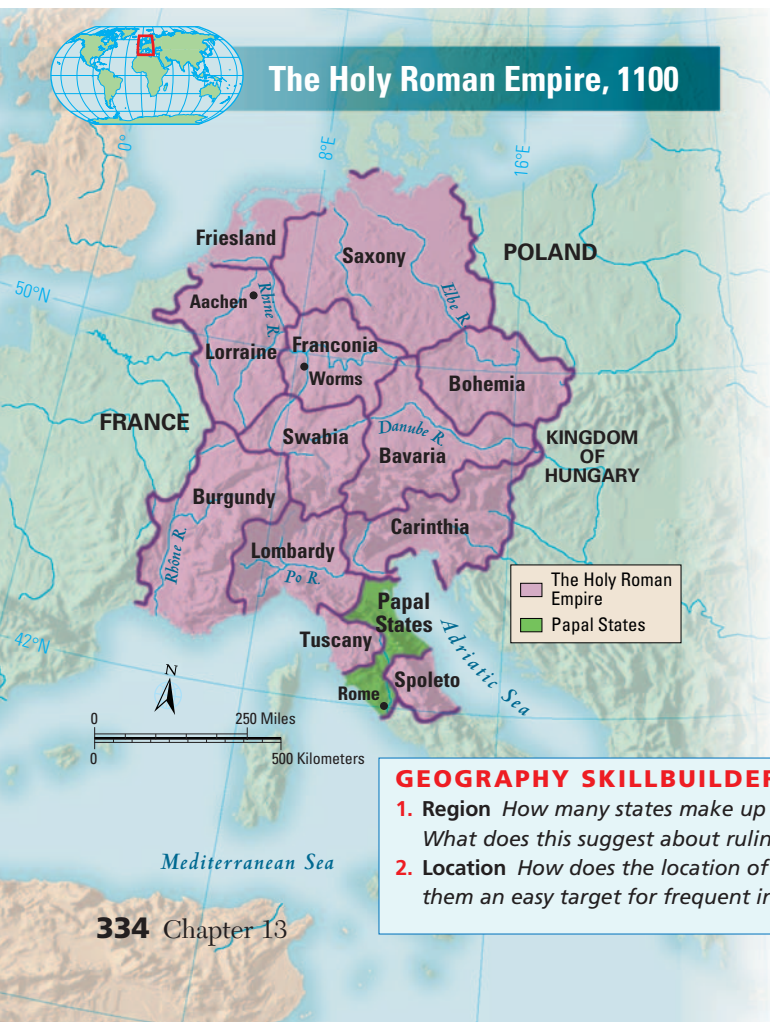 The Holy Roman Empire, 1100
0°
8°E
16°E
Friesland
Saxony
POLAND
50°N
Aachen
Rhine R.
Elbe R.
Lorraine
Franconia
Worms
Bohemia
FRANCE
Swabia
Danube R.
Bavaria
KINGDOM
OF
HUNGARY
Burgundy
Carinthia
Rhône R.
Lombardy
Po R.
The Holy Roman
Empire
Papal States
Papal
States
Tuscany
Adriatic Sea
42°N
Spoleto
Rome
N
0 250 Miles
0 500 Kilometers
GEOGRAPHY SKILLBUILDER
1. Region How many states make up
What does this suggest about rulin
2. Location How does the location of
them an easy target for frequent in
Mediterranean Sea
334 Chapter 13